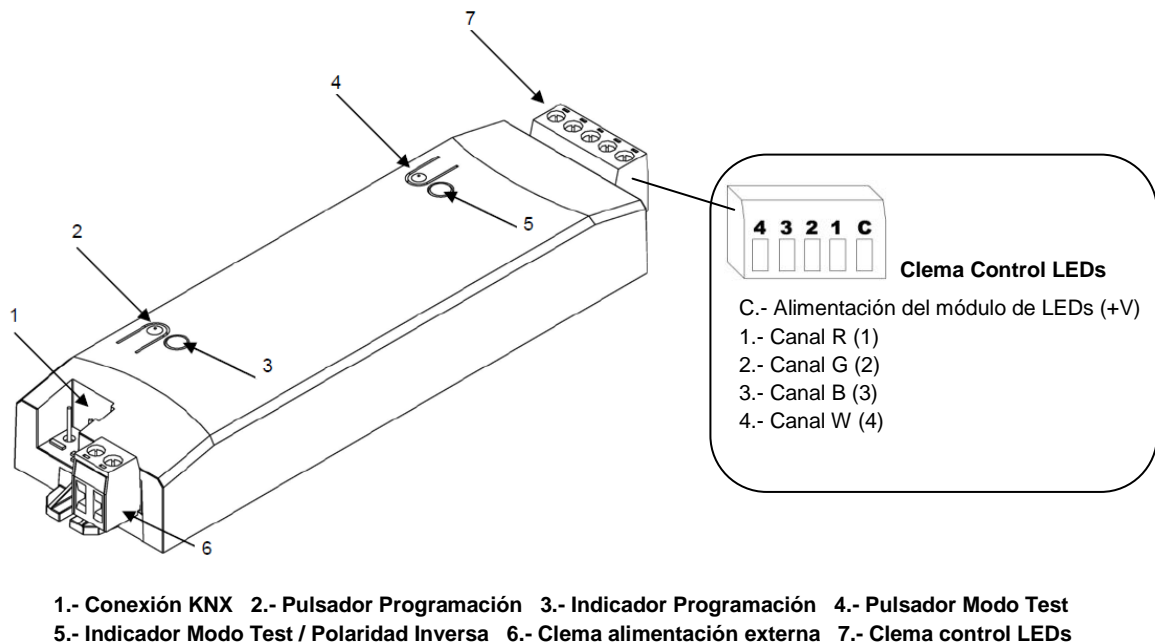 7
4
5
2
3
1
6
4 3 2 1 C
Clema Control LEDs
C.- Alimentación del módulo de LEDs (+V)
1.- Canal R (1)
2.- Canal G (2)
3.- Canal B (3)
4.- Canal W (4)
1.- Conexión KNX 2.- Pulsador Programación 3.- Indicador Programación 4.- Pulsador Modo Test
5.- Indicador Modo Test / Polaridad Inversa 6.- Clema alimentación externa 7.- Clema control LEDs